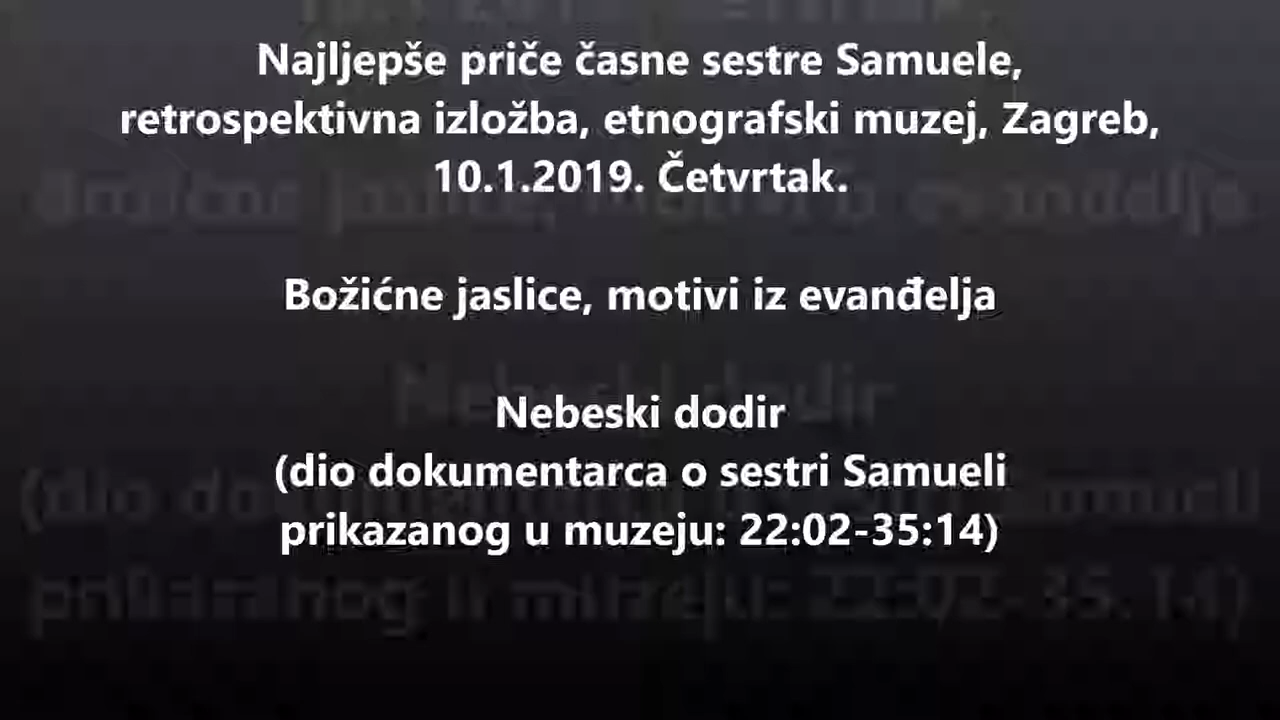 Najljepše priče časne sestre Samuele,
retrospektivna izložba, etnografski muzej, Zagreb,
10.1.2019. Četvrtak.
Božićne jaslice, motivi iz evanđelja
Nebeski dodir
(dio dokumentarca o sestri Samueli
prikazanog u muzeju: 22:02-35:14)